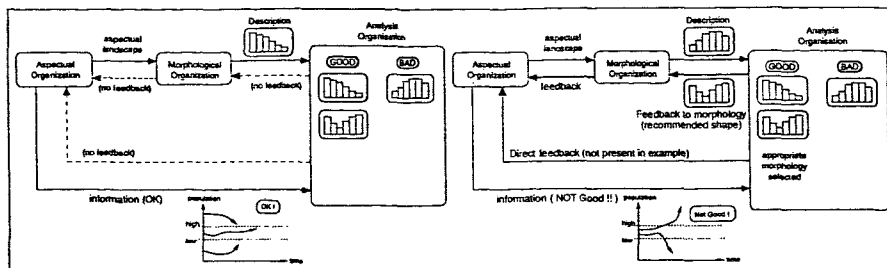 Description
Analysis
Organisation
aspectual
landscape
Aspectual
Organization
Morphological
Organization
GOOD
BAD
(no feedback)
(no feedback)
(no feedback)
information (OK)
population
OK !
high
low
time
Description
Analysis
Organisation
aspectual
landscape
Aspectual
Organization
Morphological
Organization
GOOD
BAD
feedback
Feedback to morphology
(recommended shape)
Direct feedback (not present in example)
appropriate
morphology
selected
information ( NOT Good !! )
population
Not Good !
high
low
time